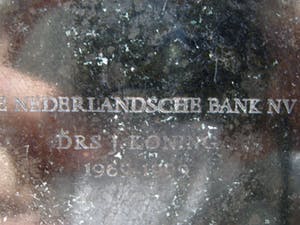 E NEDERLANDSCHE BANK NV
DRS J. KONING